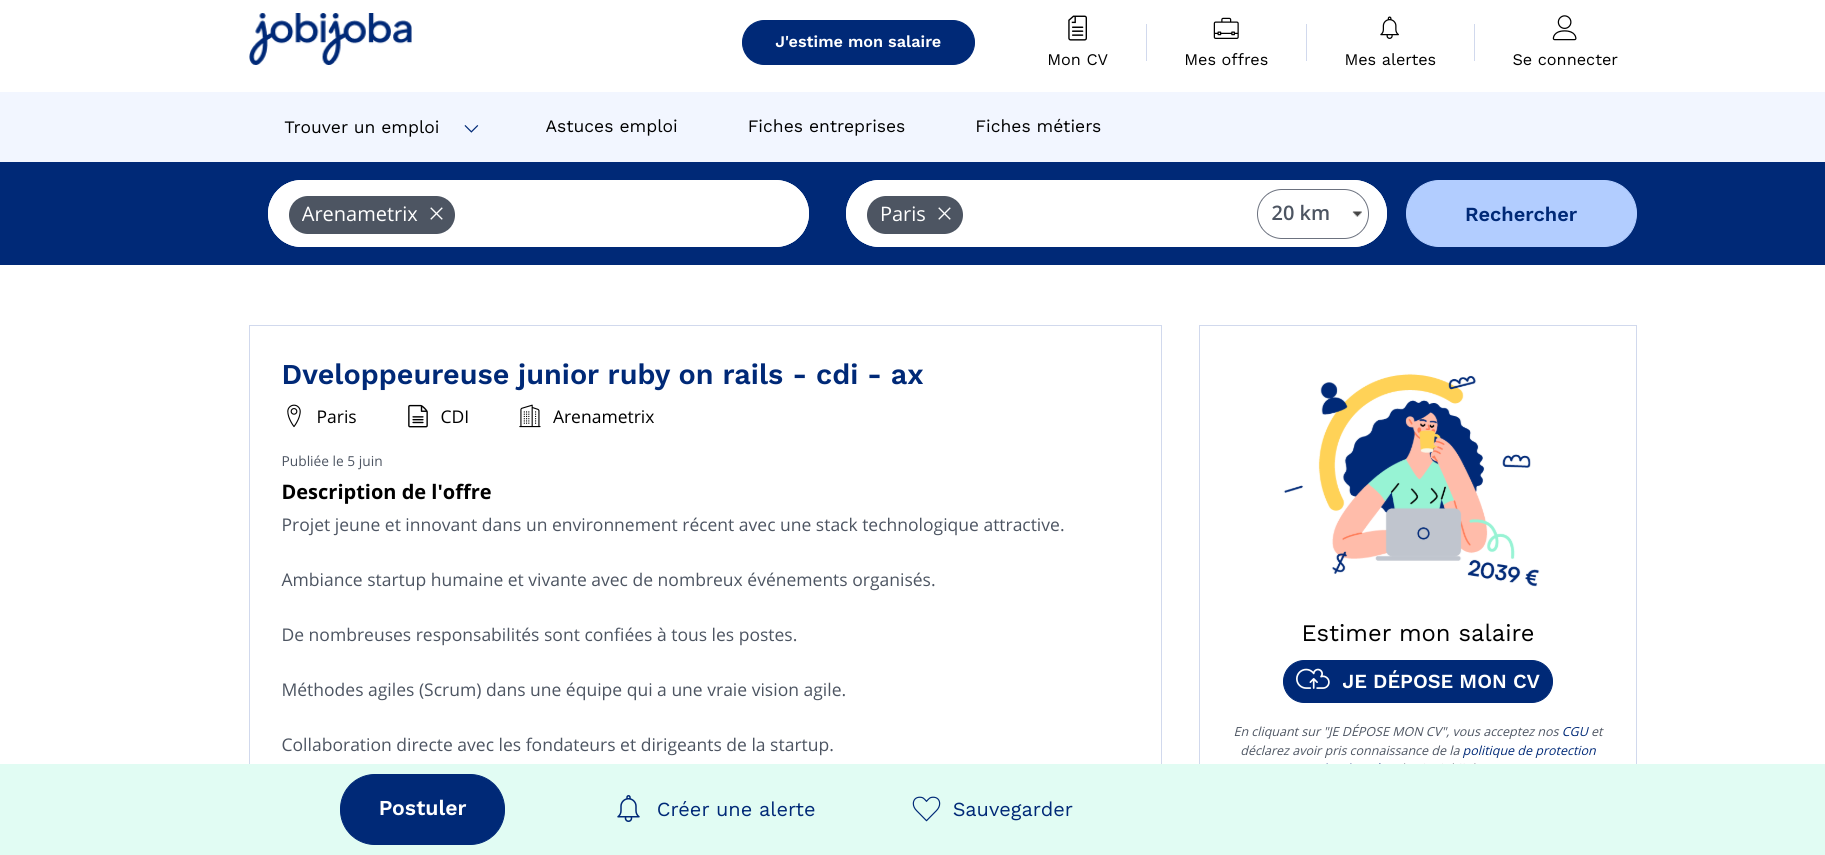 jobijoba
J'estime mon salaire
Mon CV
Mes offres
Mes alertes
Se connecter
Trouver un emploi
Astuces emploi
Fiches entreprises
Fiches métiers
Arenametrix
Paris
20 km
Rechercher
Dveloppeureuse junior ruby on rails - cdi - ax
Paris
CDI
Arenametrix
Publiée le 5 juin
Description de l'offre
Projet jeune et innovant dans un environnement récent avec une stack technologique attractive.
Ambiance startup humaine et vivante avec de nombreux événements organisés.
De nombreuses responsabilités sont confiées à tous les postes.
Méthodes agiles (Scrum) dans une équipe qui a une vraie vision agile.
Collaboration directe avec les fondateurs et dirigeants de la startup.
2039 €
Estimer mon salaire
JE DÉPOSE MON CV
En cliquant sur "JE DÉPOSE MON CV", vous acceptez nos CGU et
déclarez avoir pris connaissance de la politique de protection
Postuler
Créer une alerte
Sauvegarder